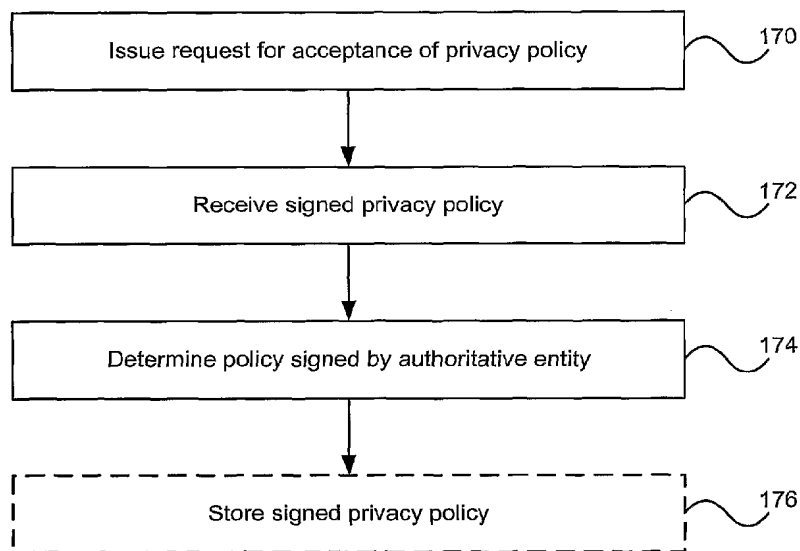 Issue request for acceptance of privacy policy
170
Receive signed privacy policy
172
Determine policy signed by authoritative entity
174
Store signed privacy policy
176